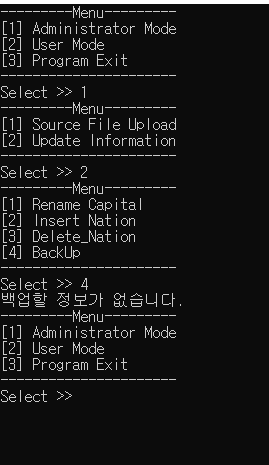 ---------Menu---------
[1] Administrator Mode
[2] User Mode
[3] Program Exit
----------------------
Select >> 1
---------Menu---------
[1] Source File Upload
[2] Update Information
----------------------
Select >> 2
---------Menu---------
[1] Rename Capital
[2] Insert Nation
[3] Delete_Nation
[4] BackUp
----------------------
Select >> 4
백업할 정보가 없습니다.
---------Menu---------
[1] Administrator Mode
[2] User Mode
[3] Program Exit
----------------------
Select >>